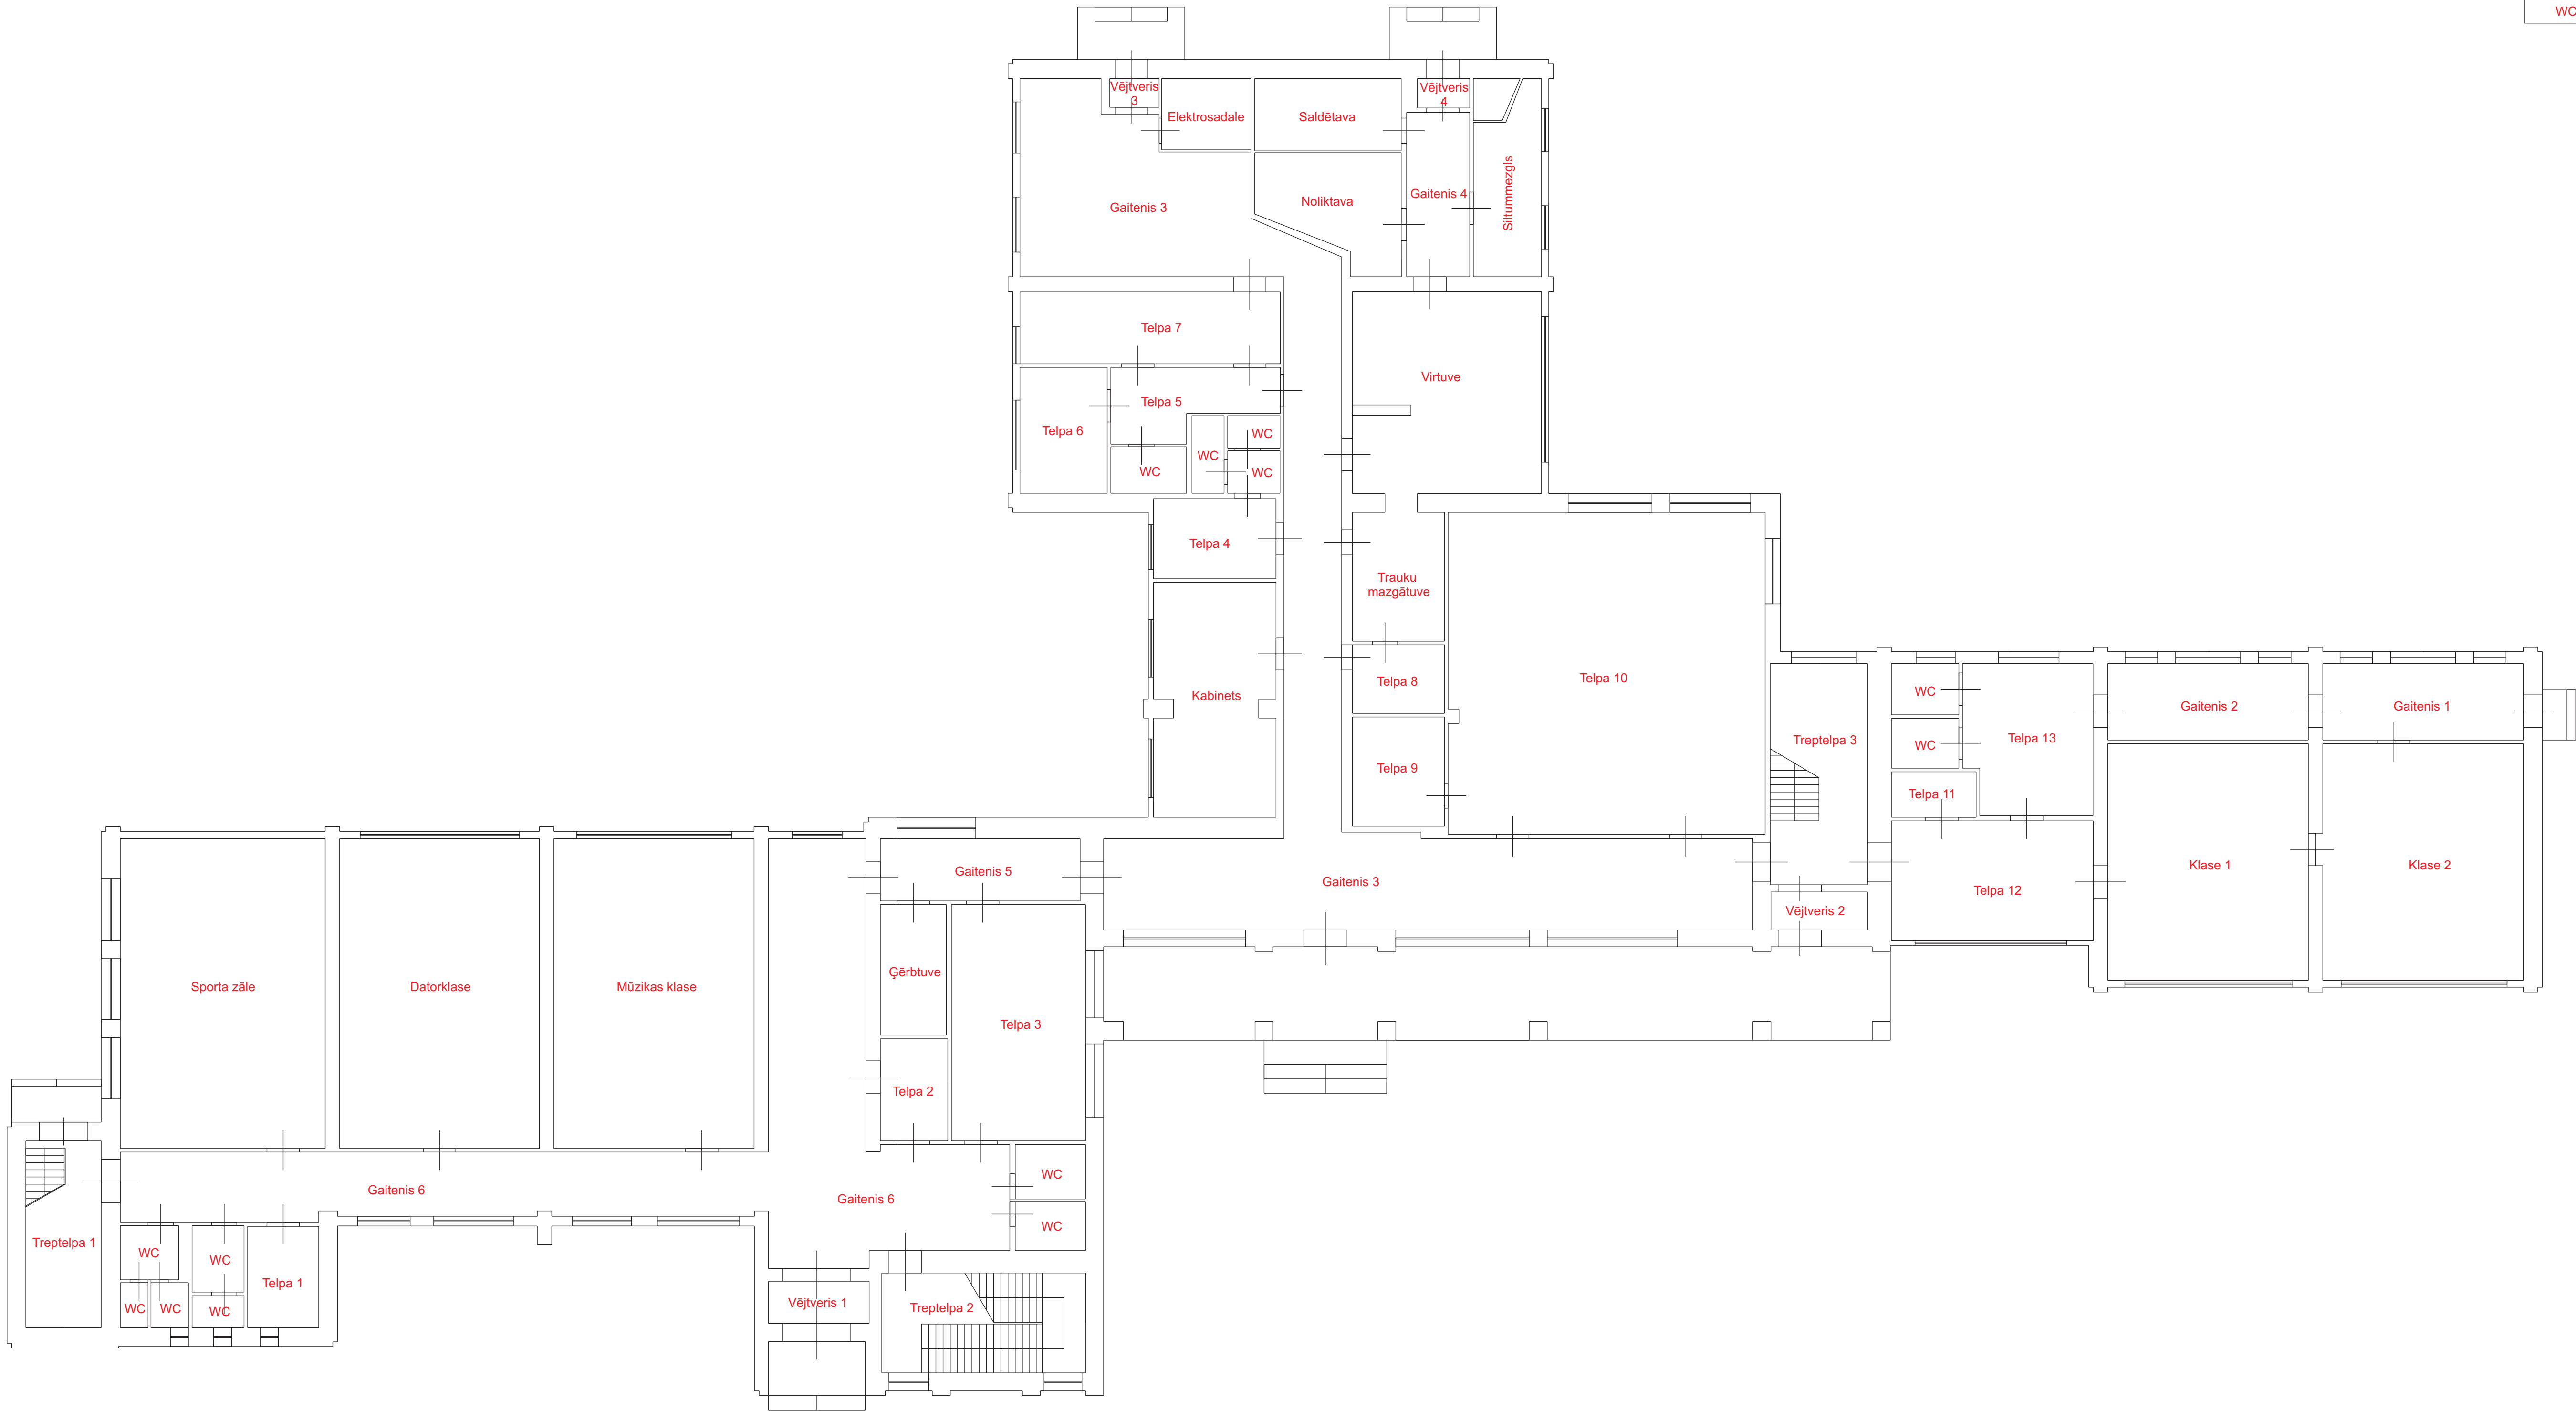 WC
Vējtveris
3
Vējtveris
4
Elektrosadale
Saldētava
Siltummezgls
Gaitenis 4
Noliktava
Gaitenis 3
Telpa 7
Virtuve
Telpa 5
Telpa 6
WC
WC
WC
WC
Telpa 4
Trauku
mazgātuve
Telpa 8
Telpa 10
Kabinets
WC
Gaitenis 2
Gaitenis 1
Telpa 13
Treptelpa 3
WC
Telpa 9
Telpa 11
Klase 1
Klase 2
Gaitenis 5
Gaitenis 3
Telpa 12
Vējtveris 2
Ģērbtuve
Sporta zāle
Datorklase
Mūzikas klase
Telpa 3
Telpa 2
WC
Gaitenis 6
Gaitenis 6
WC
Treptelpa 1
WC
WC
Telpa 1
WC
WC
WC
Vējtveris 1
Treptelpa 2